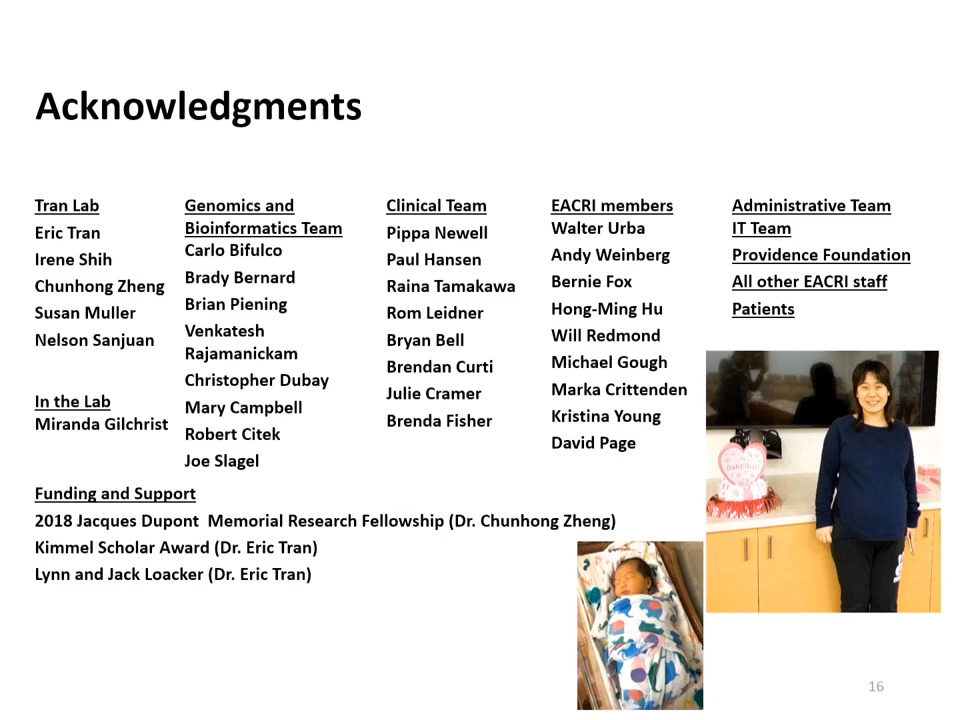 Acknowledgments
Tran Lab
Eric Tran
Irene Shih
Chunhong Zheng
Susan Muller
Nelson Sanjuan
In the Lab
Miranda Gilchrist
Genomics and
Bioinformatics Team
Carlo Bifulco
Brady Bernard
Brian Piening
Venkatesh
Rajamanickam
Christopher Dubay
Mary Campbell
Robert Citek
Joe Slagel
Clinical Team
Pippa Newell
Paul Hansen
Raina Tamakawa
Rom Leidner
Bryan Bell
Brendan Curti
Julie Cramer
Brenda Fisher
EACRI members
Walter Urba
Andy Weinberg
Bernie Fox
Hong-Ming Hu
Will Redmond
Michael Gough
Marka Crittenden
Kristina Young
David Page
Administrative Team
IT Team
Providence Foundation
All other EACRI staff
Patients
Funding and Support
2018 Jacques Dupont  Memorial Research Fellowship (Dr. Chunhong Zheng)
Kimmel Scholar Award (Dr. Eric Tran)
Lynn and Jack Loacker (Dr. Eric Tran)
Baby Girl
16